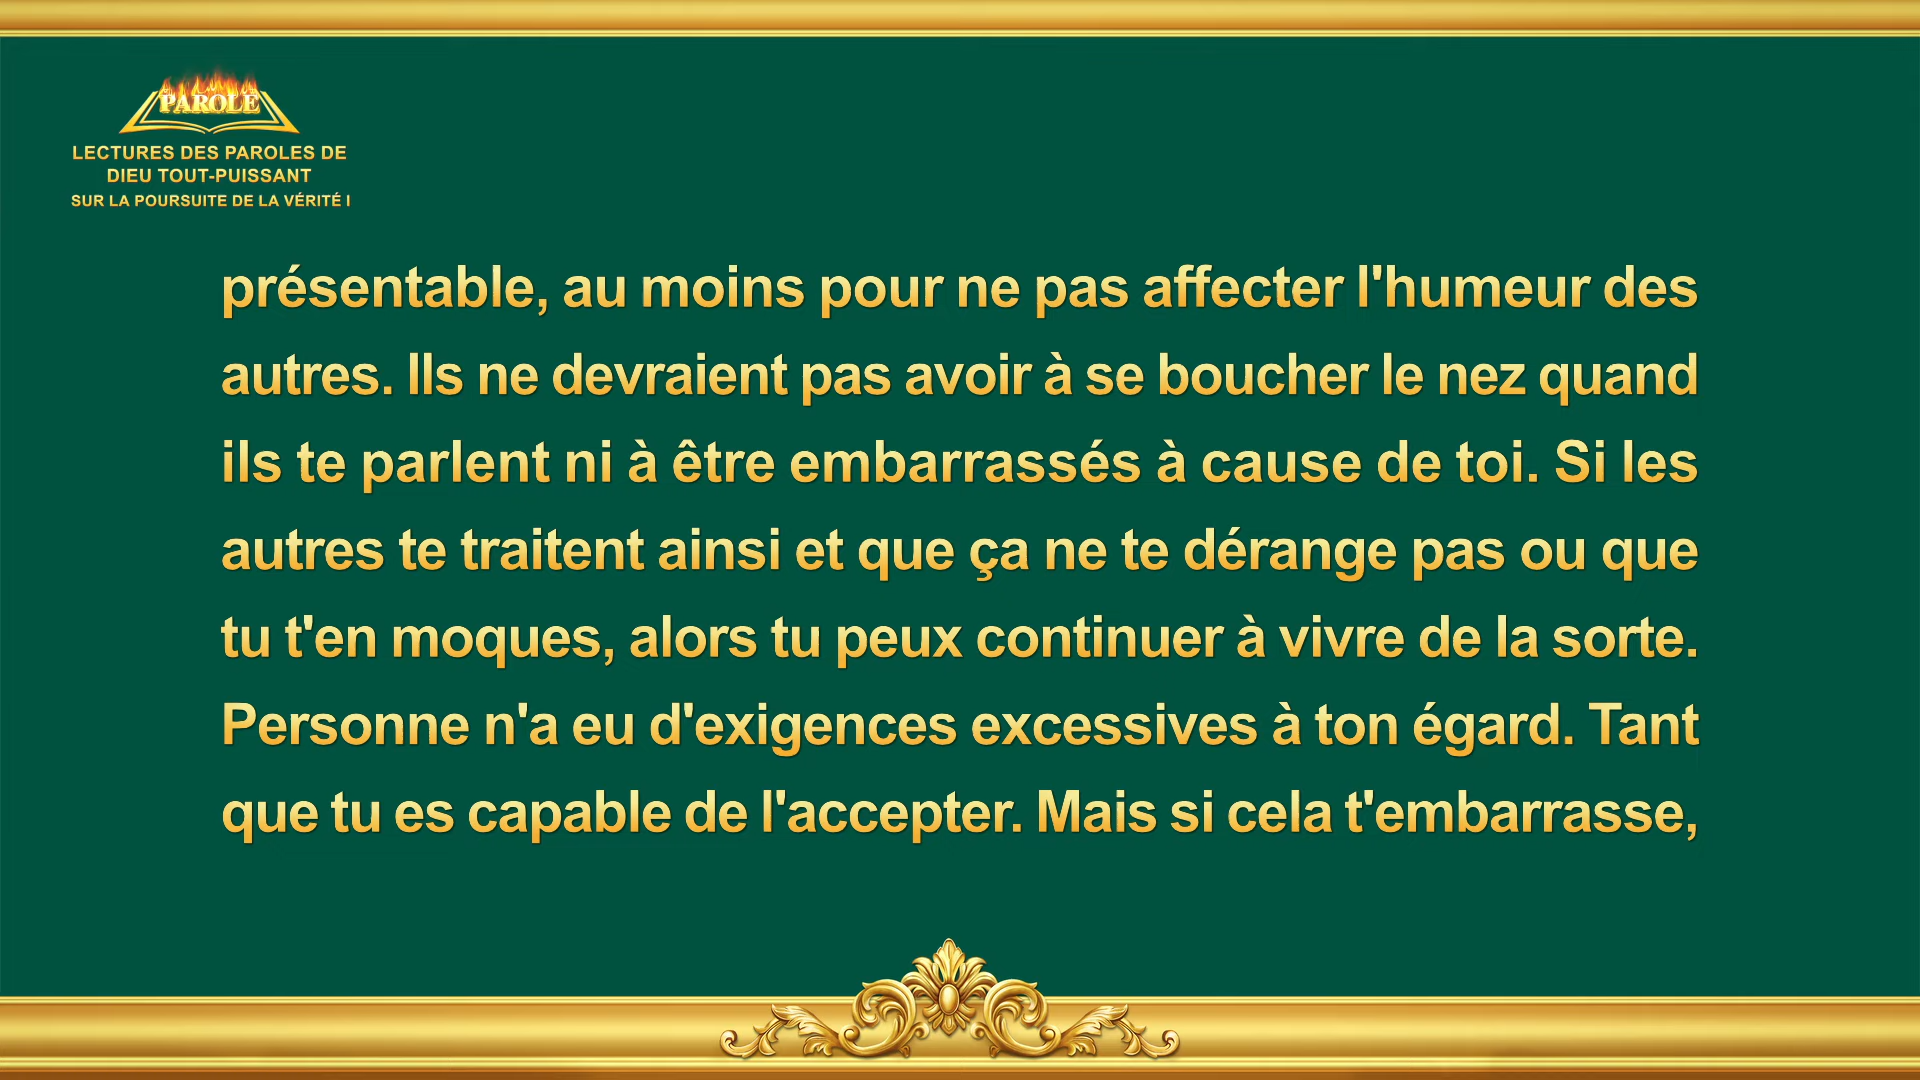 PAROLE
LECTURES DES PAROLES DE
DIEU TOUT-PUISSANT
SUR LA POURSUITE DE LA VÉRITÉ I
présentable, au moins pour ne pas affecter l'humeur des
autres. Ils ne devraient pas avoir à se boucher le nez quand
ils te parlent ni à être embarrassés à cause de toi. Si les
autres te traitent ainsi et que ça ne te dérange pas ou que
tu t'en moques, alors tu peux continuer à vivre de la sorte.
Personne n'a eu d'exigences excessives à ton égard. Tant
que tu es capable de l'accepter. Mais si cela t'embarrasse,